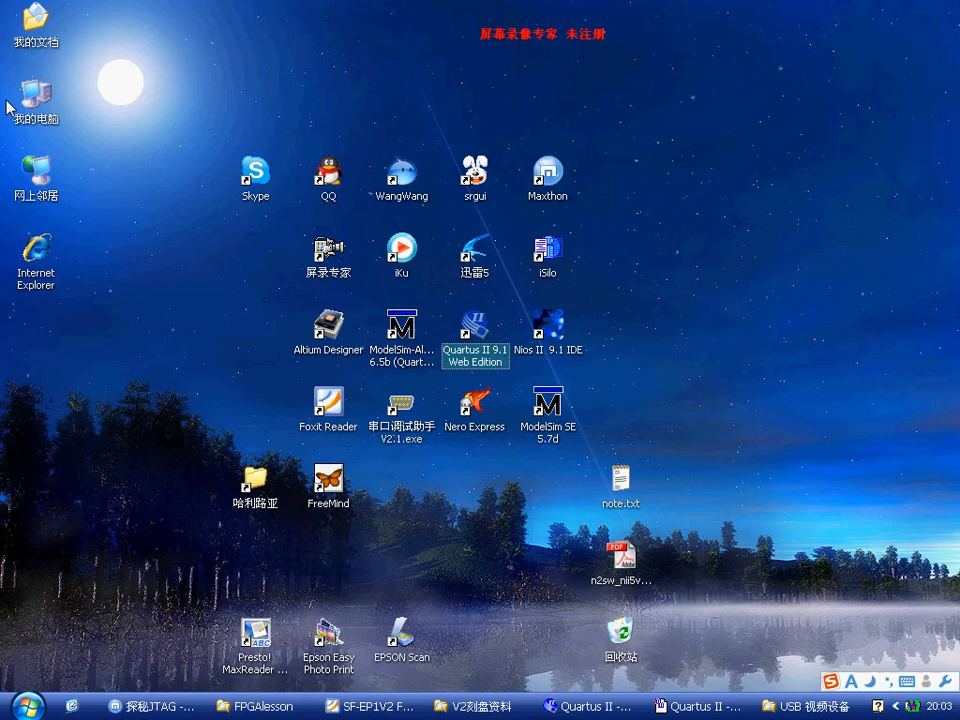 屏幕录像专家 未注册
我的文档
我的电脑
网上邻居
Internet
Explorer
Skype
QQ
WangWang
srgui
Maxthon
屏录专家
iKu
迅雷5
iSilo
Altium Designer
ModelSim-Al...
6.5b (Quart...
Quartus II 9.1
Web Edition
Nios II 9.1 IDE
Foxit Reader
串口调试助手
V2.1.exe
Nero Express
ModelSim SE
5.7d
哈利路亚
FreeMind
note.txt
n2sw_nii5v...
Presto!
MaxReader ...
Epson Easy
Photo Print
EPSON Scan
回收站
探秘JTAG -...
FPGAlesson
SF-EP1V2 F...
V2刻盘资料
Quartus II -...
Quartus II -...
USB 视频设备
20:03